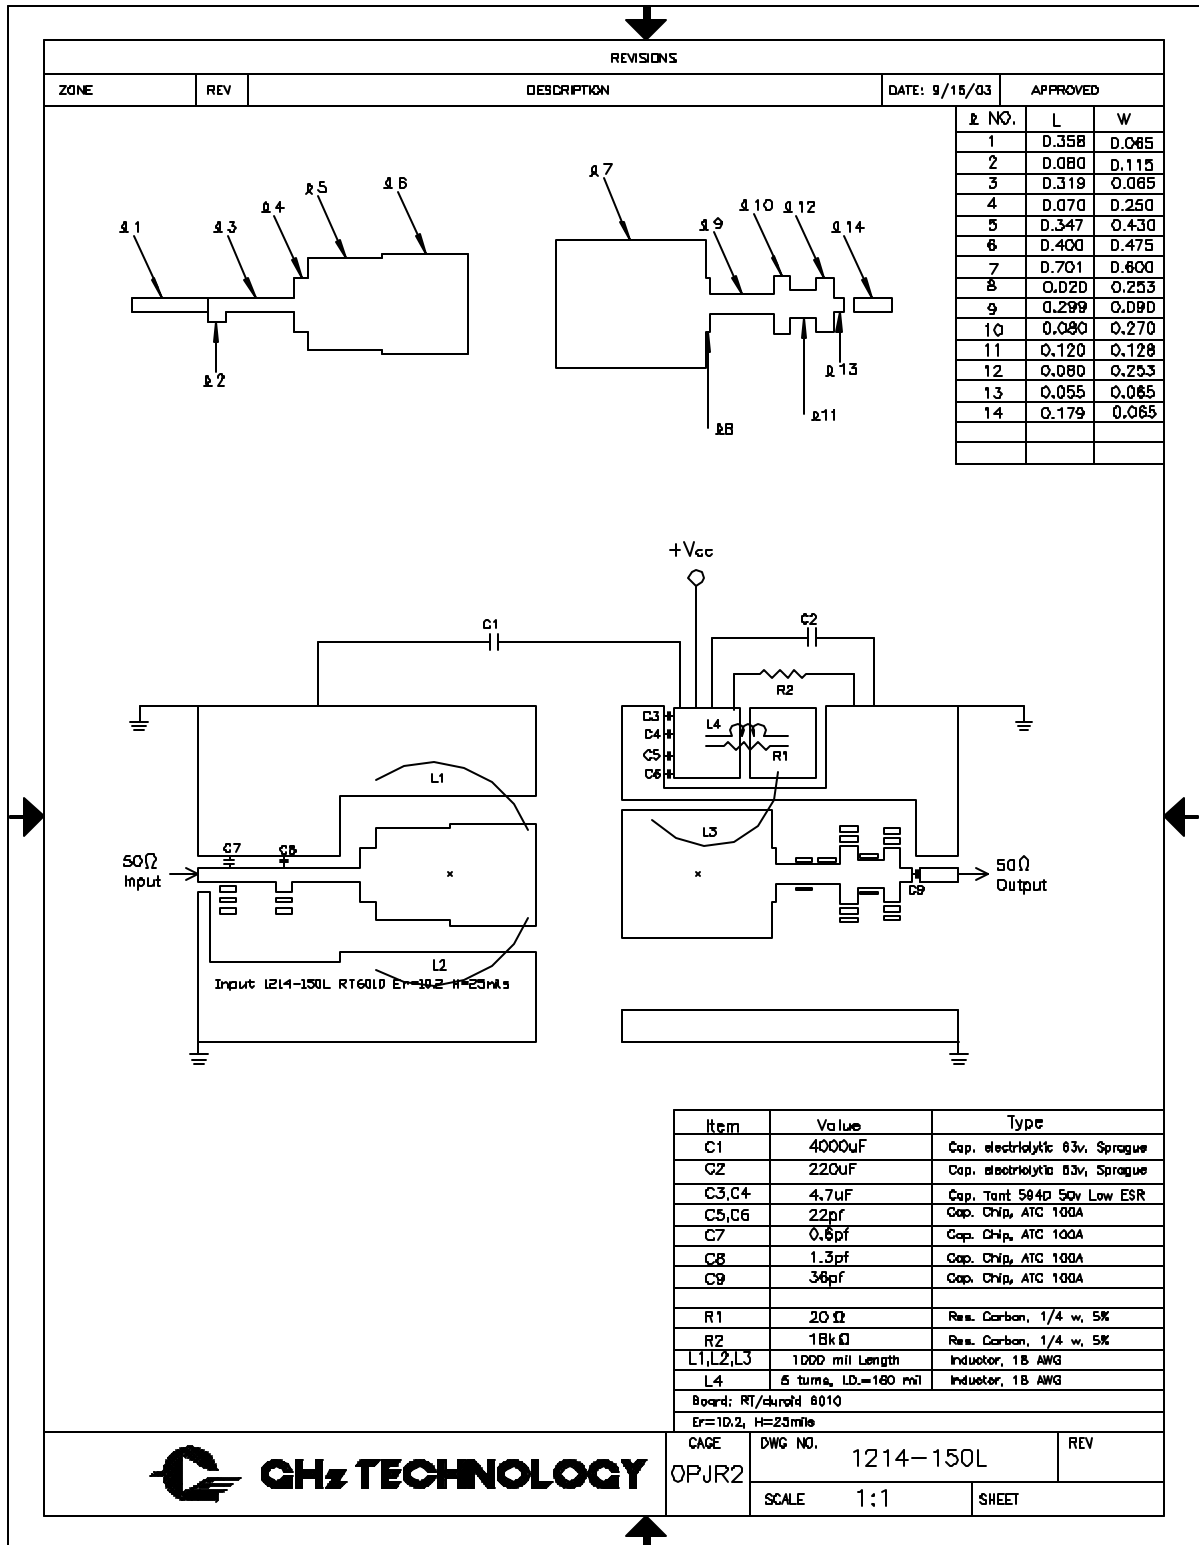 REVISIONS
ZONE REV DESCRIPTION DATE: 9/15/03 APPROVED
ℓ NO. L W
1 0.358 0.065
2 0.080 0.115
3 0.319 0.065
4 0.070 0.250
5 0.347 0.430
6 0.400 0.475
7 0.701 0.600
8 0.020 0.253
9 0.299 0.090
10 0.080 0.270
11 0.120 0.128
12 0.080 0.253
13 0.055 0.065
14 0.179 0.065
ℓ1
ℓ3
ℓ4
ℓ5
ℓ6
ℓ2
ℓ7
ℓ9
ℓ10
ℓ12
ℓ14
ℓ13
ℓ11
ℓ8
+Vcc
C1
C2
R2
C3
C4
C5
C6
L4
R1
L1
L3
C7
C8
50Ω
Input
50Ω
Output
C9
L2
Input 1214-150L RT6010 Er=10.2 H=25mils
Item Value Type
C1 4000uF Cap. electriolytic 63v, Sprague
C2 220uF Cap. electriolytic 63v, Sprague
C3,C4 4.7uF Cap. Tant 594D 50v Low ESR
C5,C6 22pf Cap. Chip, ATC 100A
C7 0.6pf Cap. Chip, ATC 100A
C8 1.3pf Cap. Chip, ATC 100A
C9 36pf Cap. Chip, ATC 100A
R1 20 Ω Res. Carbon, 1/4 w, 5%
R2 18k Ω Res. Carbon, 1/4 w, 5%
L1,L2,L3 1000 mil Length Inductor, 18 AWG
L4 turns, I.D.=160 mil Inductor, 18 AWG
Board: RT/duroid 6010
Er=10.2, H=25mils
GHz TECHNOLOGY
CAGE
OPJR2
DWG NO.
1214-150L
REV
SCALE 1:1
SHEET